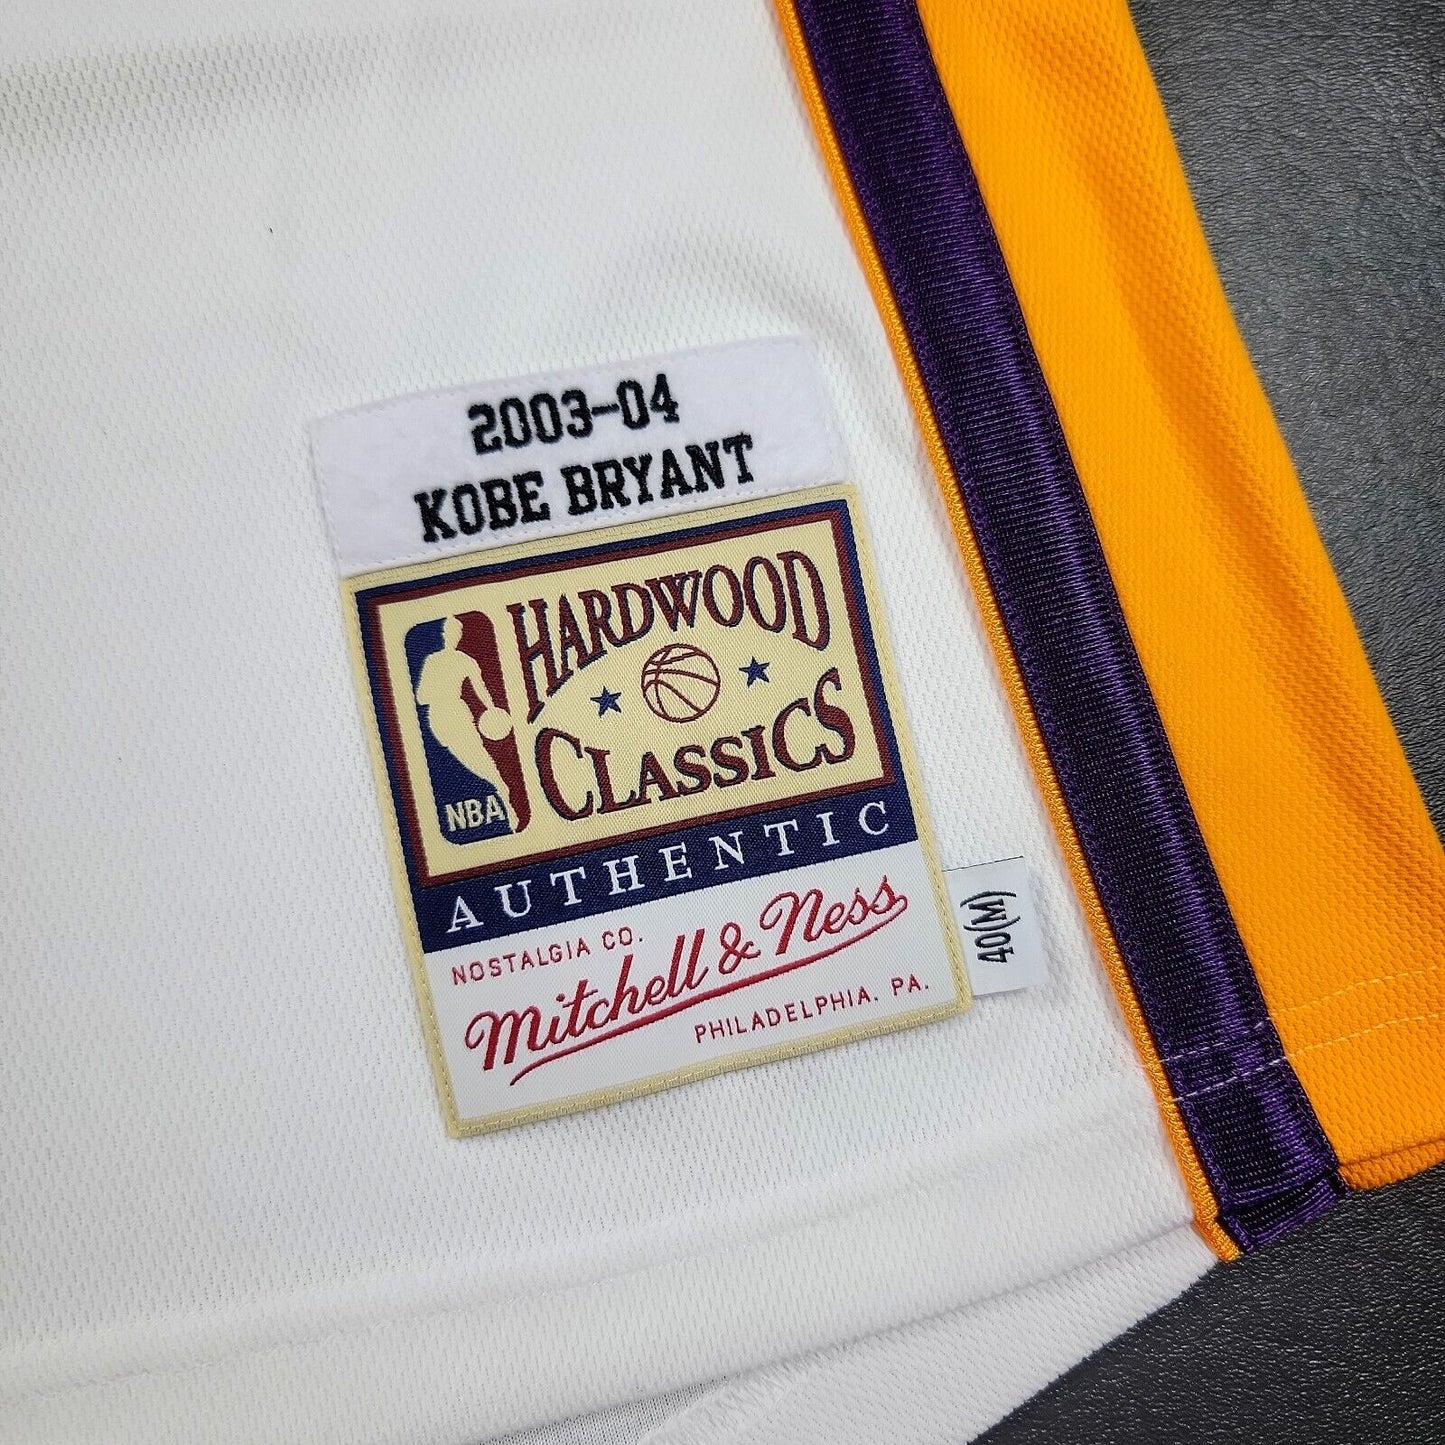 2003-04
KOBE BRYANT
HARDWOOD
CLASSICS
NBA
AUTHENTIC
NOSTALGIA CO.
Mitchell & Ness
PHILADELPHIA. PA.
40(M)